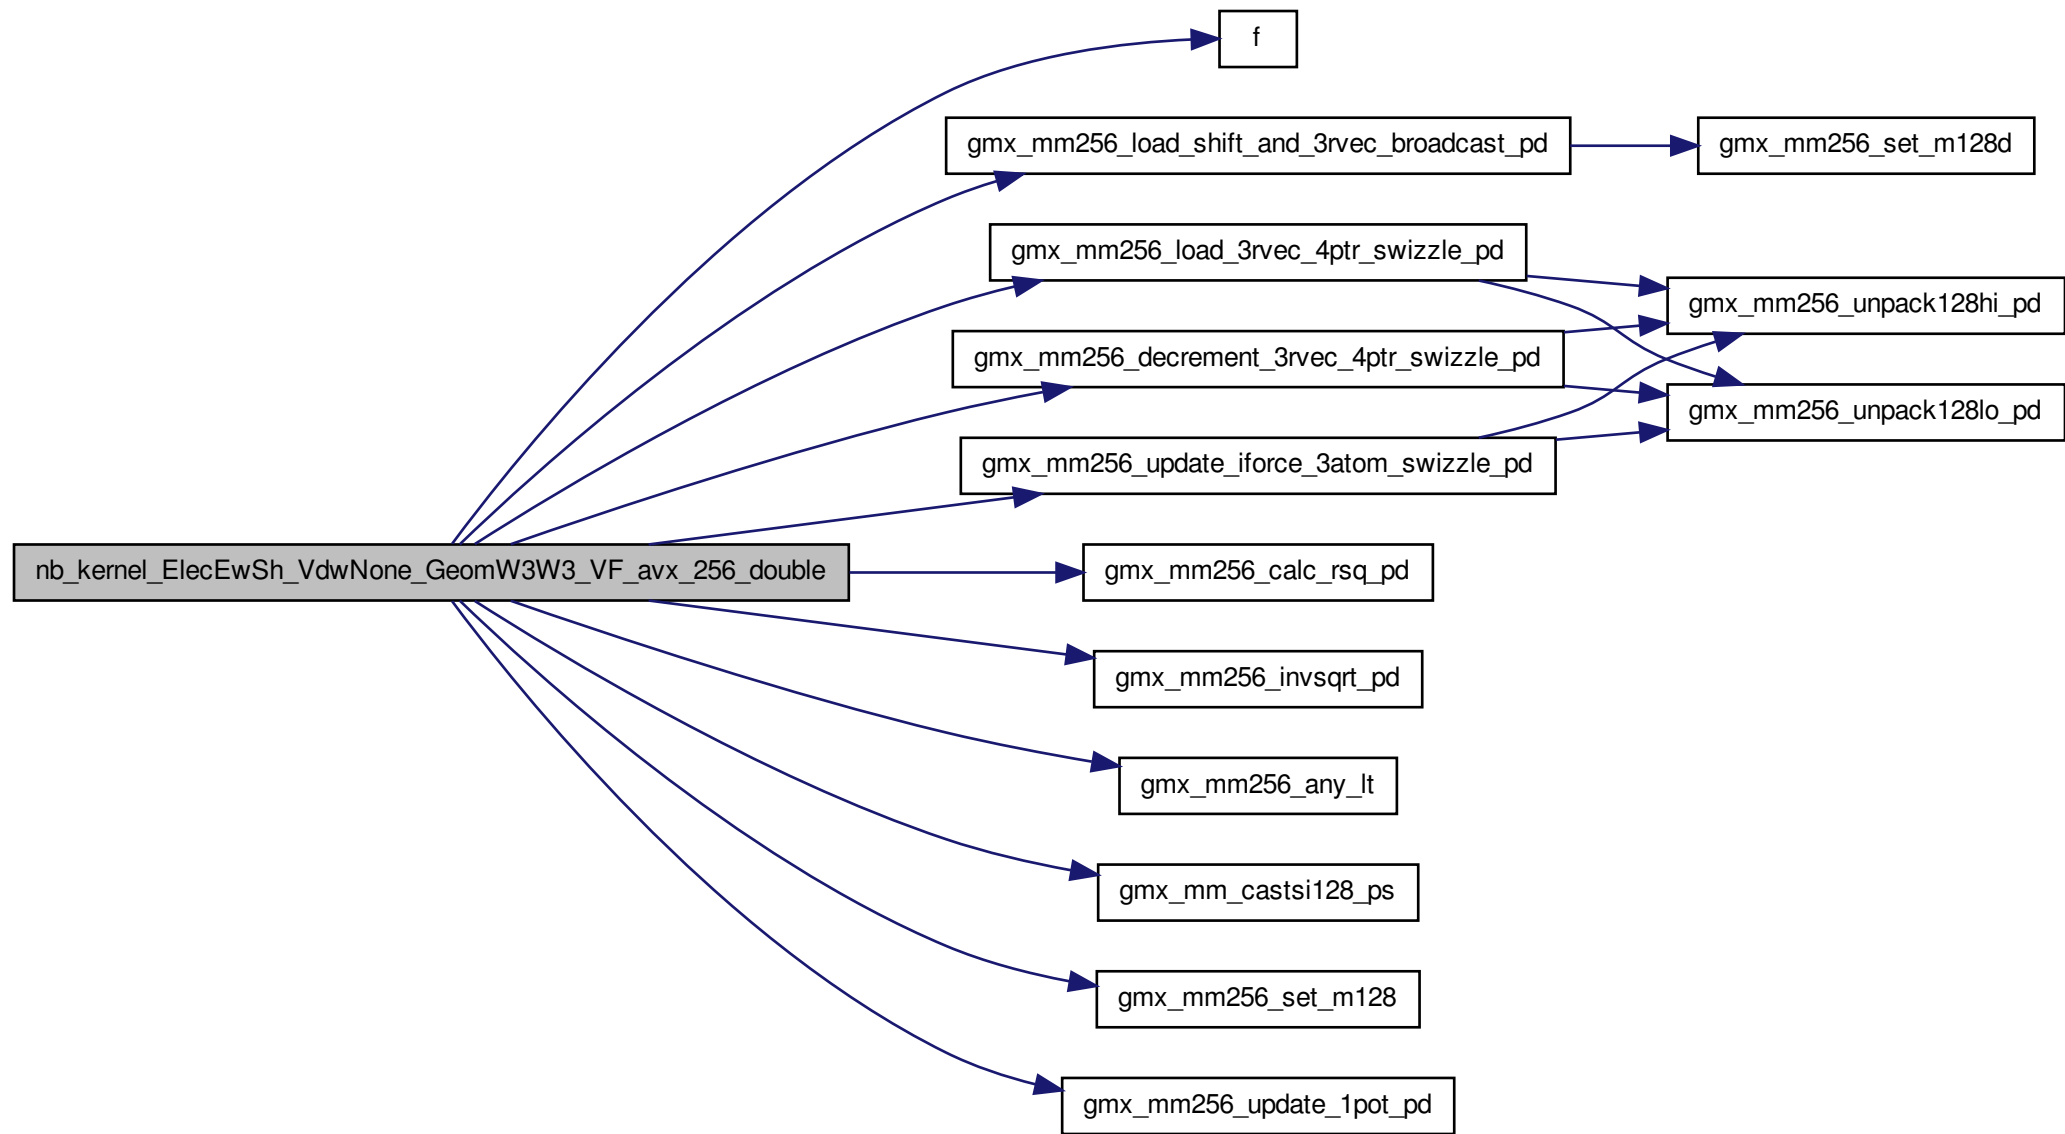 f
gmx_mm256_load_shift_and_3rvec_broadcast_pd
gmx_mm256_set_m128d
gmx_mm256_load_3rvec_4ptr_swizzle_pd
gmx_mm256_unpack128hi_pd
gmx_mm256_decrement_3rvec_4ptr_swizzle_pd
gmx_mm256_unpack128lo_pd
gmx_mm256_update_iforce_3atom_swizzle_pd
nb_kernel_ElecEwSh_VdwNone_GeomW3W3_VF_avx_256_double
gmx_mm256_calc_rsq_pd
gmx_mm256_invsqrt_pd
gmx_mm256_any_lt
gmx_mm_castsi128_ps
gmx_mm256_set_m128
gmx_mm256_update_1pot_pd